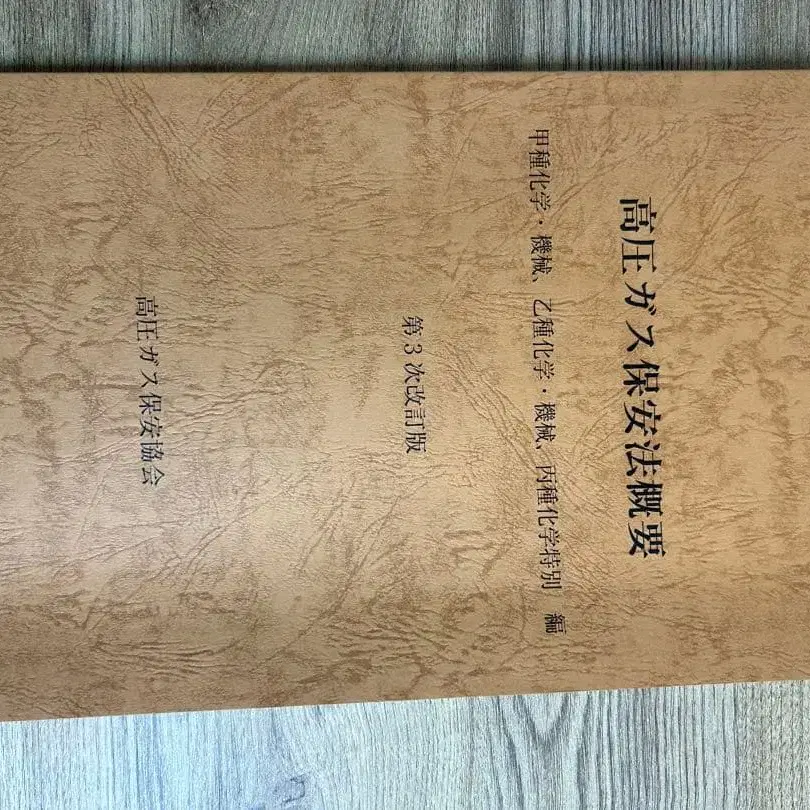 高圧ガス保安法概要
甲種化学・機械、乙種化学・機械、丙種化学特別 編
第3次改訂版
高圧ガス保安協会